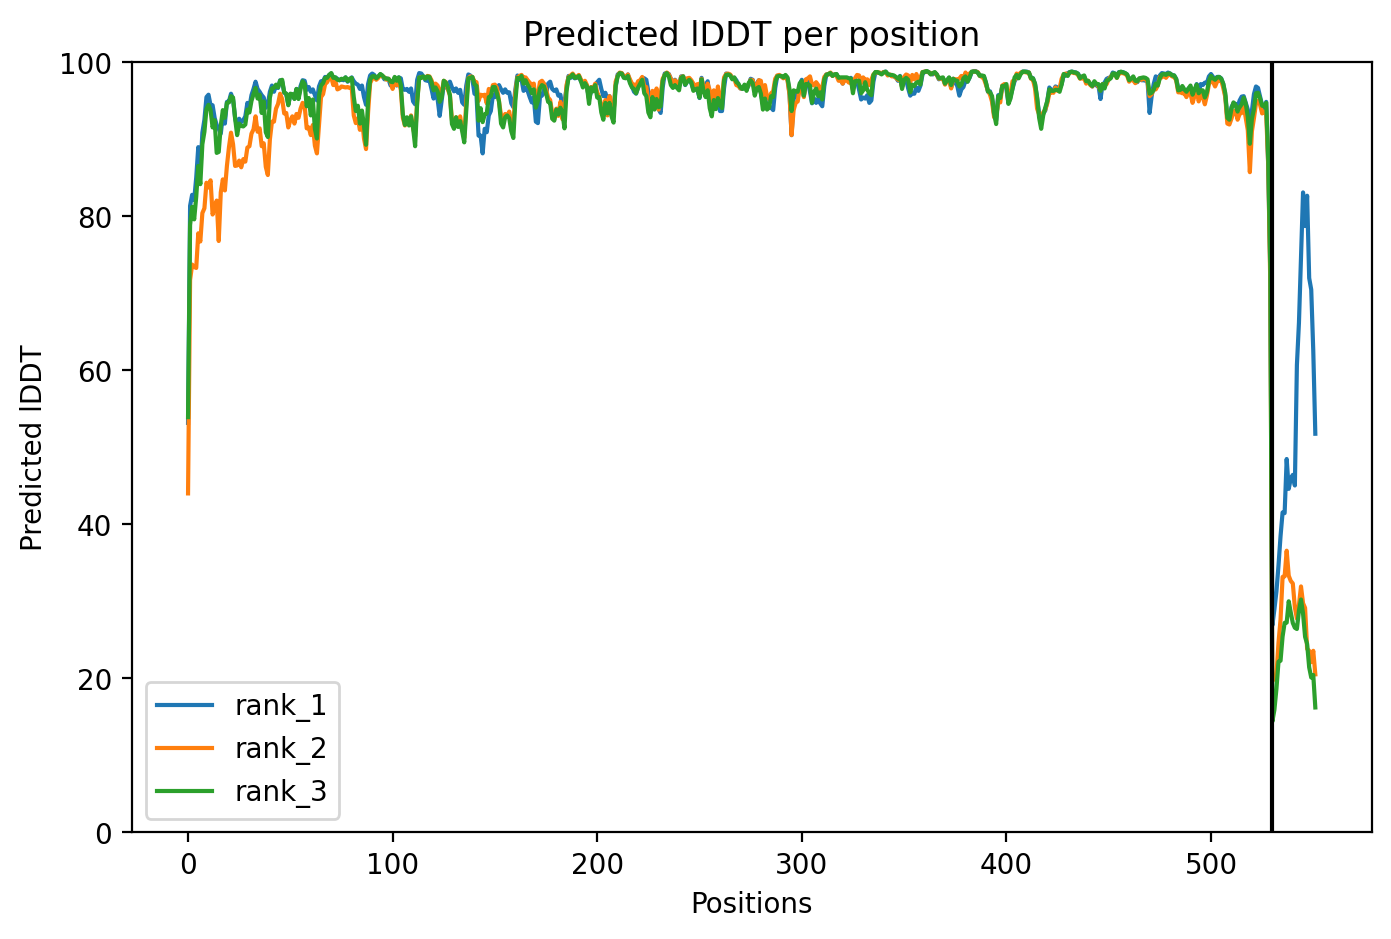 Predicted lDDT per position
Predicted lDDT
100
80
60
40
20
0
rank_1
rank_2
rank_3
0 100 200 300 400 500
Positions